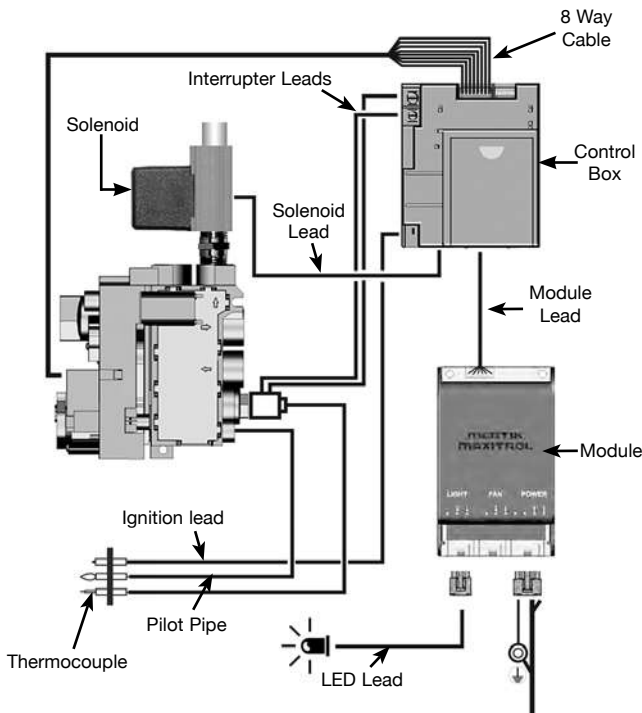 8 Way
Cable
Interrupter Leads
Solenoid
Control
Box
Solenoid
Lead
Module
Lead
MERTIK
MAXITROL
Module
LIGHT FAN POWER
Ignition lead
Pilot Pipe
Thermocouple
LED Lead